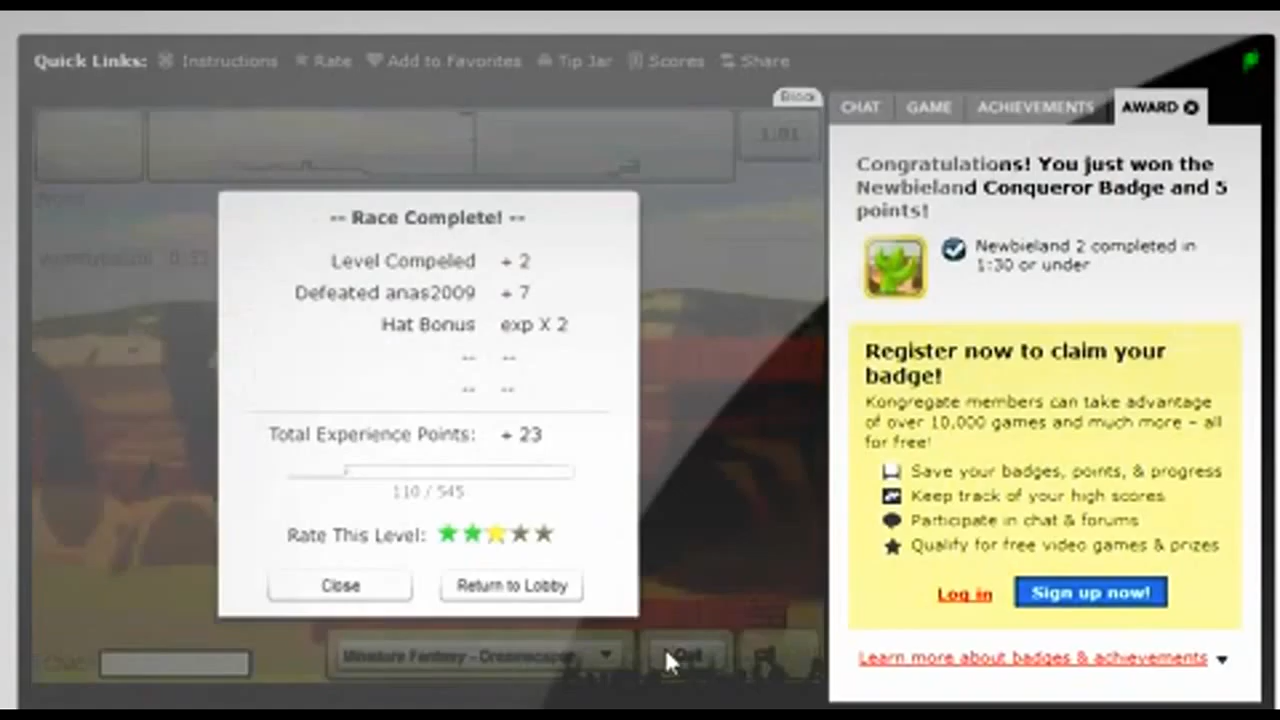 Quick Links: Instructions Rate Add to Favorites Tip Jar Scores Share
CHAT GAME ACHIEVEMENTS AWARD
-- Race Complete! --
Level Compeled + 2
Defeated anas2009 + 7
Hat Bonus exp X 2
-- --
-- --
Total Experience Points: + 23
110 / 545
Rate This Level:
Close Return to Lobby
Congratulations! You just won the
Newbieland Conqueror Badge and 5
points!
Newbieland 2 completed in
1:30 or under
Register now to claim your
badge!
Kongregate members can take advantage
of over 10,000 games and much more – all
for free!
Save your badges, points, & progress
Keep track of your high scores
Participate in chat & forums
Qualify for free video games & prizes
Log in Sign up now!
Learn more about badges & achievements
Chat: